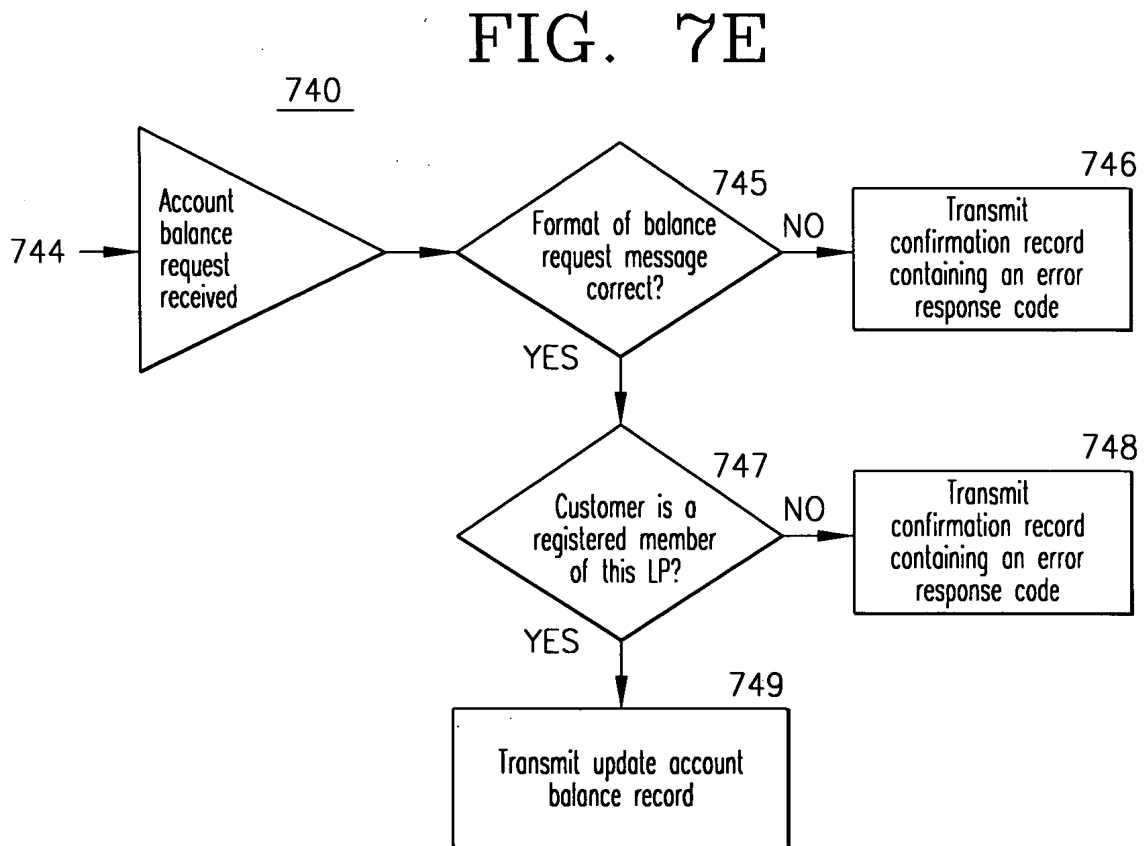 FIG. 7E
740
744
Account
balance
request
received
745
Format of balance
request message
correct?
NO
746
Transmit
confirmation record
containing an error
response code
YES
747
Customer is a
registered member
of this LP?
NO
748
Transmit
confirmation record
containing an error
response code
YES
749
Transmit update account
balance record